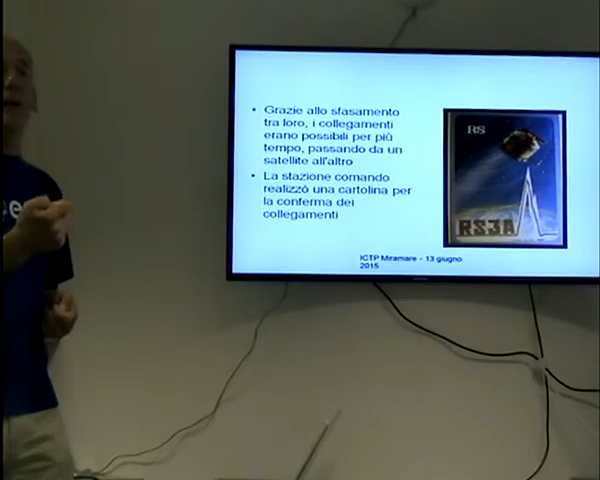 • Grazie allo sfasamento
tra loro, i collegamenti
erano possibili per più
tempo, passando da un
satellite all'altro
• La stazione comando
realizzò una cartolina per
la conferma dei
collegamenti
RS
RS3A
ICTP Miramare - 13 giugno
2015